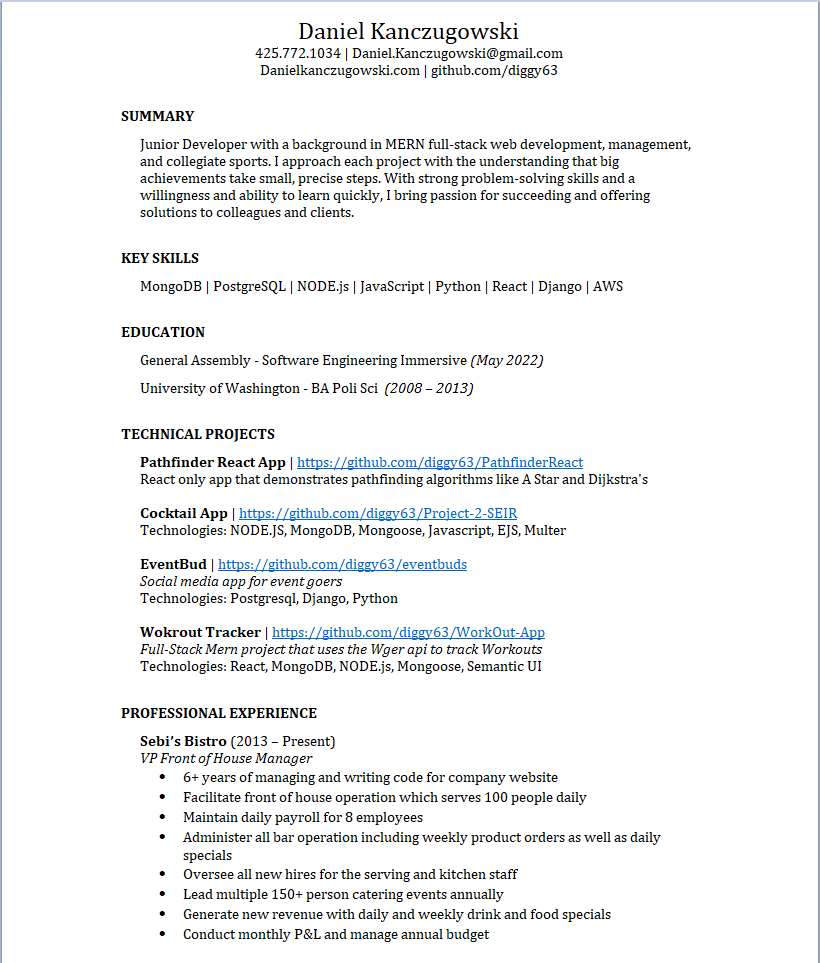 Daniel Kanczugowski
425.772.1034 | Daniel.Kanczugowski@gmail.com
Danielkanczugowski.com | github.com/diggy63
SUMMARY
Junior Developer with a background in MERN full-stack web development, management,
and collegiate sports. I approach each project with the understanding that big
achievements take small, precise steps. With strong problem-solving skills and a
willingness and ability to learn quickly, I bring passion for succeeding and offering
solutions to colleagues and clients.
KEY SKILLS
MongoDB | PostgreSQL | NODE.js | JavaScript | Python | React | Django | AWS
EDUCATION
General Assembly - Software Engineering Immersive (May 2022)
University of Washington - BA Poli Sci  (2008 – 2013)
TECHNICAL PROJECTS
Pathfinder React App | https://github.com/diggy63/PathfinderReact
React only app that demonstrates pathfinding algorithms like A Star and Dijkstra's
Cocktail App | https://github.com/diggy63/Project-2-SEIR
Technologies: NODE.JS, MongoDB, Mongoose, Javascript, EJS, Multer
EventBud | https://github.com/diggy63/eventbuds
Social media app for event goers
Technologies: Postgresql, Django, Python
Wokrout Tracker | https://github.com/diggy63/WorkOut-App
Full-Stack Mern project that uses the Wger api to track Workouts
Technologies: React, MongoDB, NODE.js, Mongoose, Semantic UI
PROFESSIONAL EXPERIENCE
Sebi’s Bistro (2013 – Present)
VP Front of House Manager
• 6+ years of managing and writing code for company website
• Facilitate front of house operation which serves 100 people daily
• Maintain daily payroll for 8 employees
• Administer all bar operation including weekly product orders as well as daily
specials
• Oversee all new hires for the serving and kitchen staff
• Lead multiple 150+ person catering events annually
• Generate new revenue with daily and weekly drink and food specials
• Conduct monthly P&L and manage annual budget